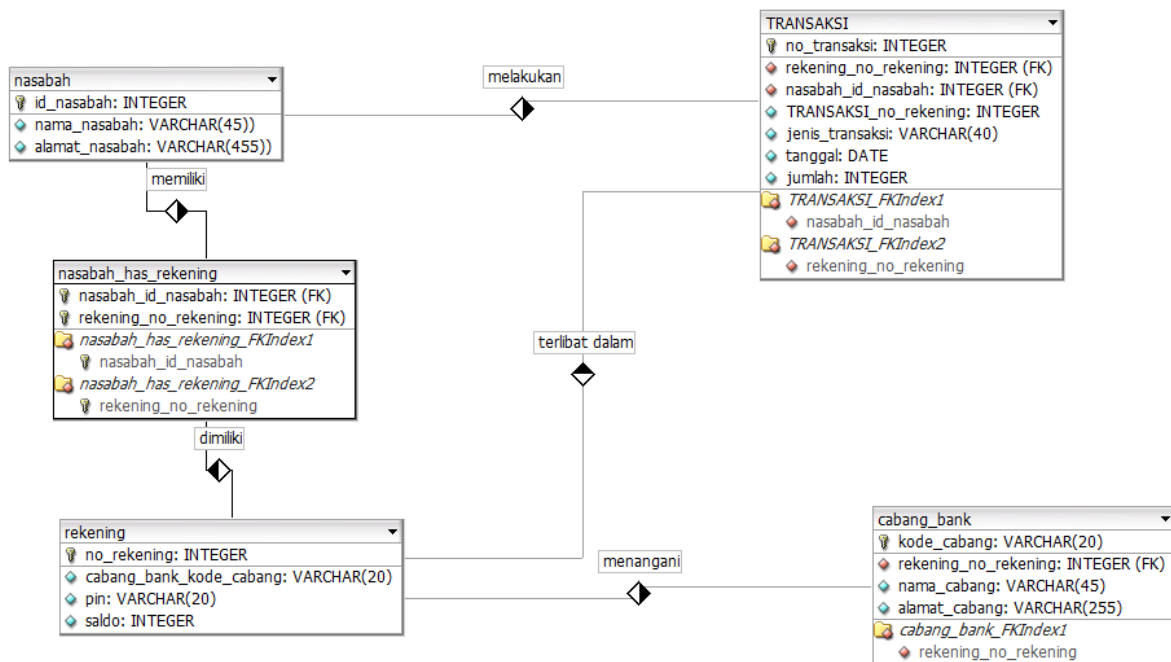 nasabah
id_nasabah: INTEGER
nama_nasabah: VARCHAR(45))
alamat_nasabah: VARCHAR(455))
melakukan
TRANSAKSI
no_transaksi: INTEGER
rekening_no_rekening: INTEGER (FK)
nasabah_id_nasabah: INTEGER (FK)
TRANSAKSI_no_rekening: INTEGER
jenis_transaksi: VARCHAR(40)
tanggal: DATE
jumlah: INTEGER
TRANSAKSI_FKIndex1
nasabah_id_nasabah
TRANSAKSI_FKIndex2
rekening_no_rekening
memiliki
nasabah_has_rekening
nasabah_id_nasabah: INTEGER (FK)
rekening_no_rekening: INTEGER (FK)
nasabah_has_rekening_FKIndex1
nasabah_id_nasabah
nasabah_has_rekening_FKIndex2
rekening_no_rekening
terlibat dalam
dimiliki
rekening
no_rekening: INTEGER
cabang_bank_kode_cabang: VARCHAR(20)
pin: VARCHAR(20)
saldo: INTEGER
menangani
cabang_bank
kode_cabang: VARCHAR(20)
rekening_no_rekening: INTEGER (FK)
nama_cabang: VARCHAR(45)
alamat_cabang: VARCHAR(255)
cabang_bank_FKIndex1
rekening_no_rekening